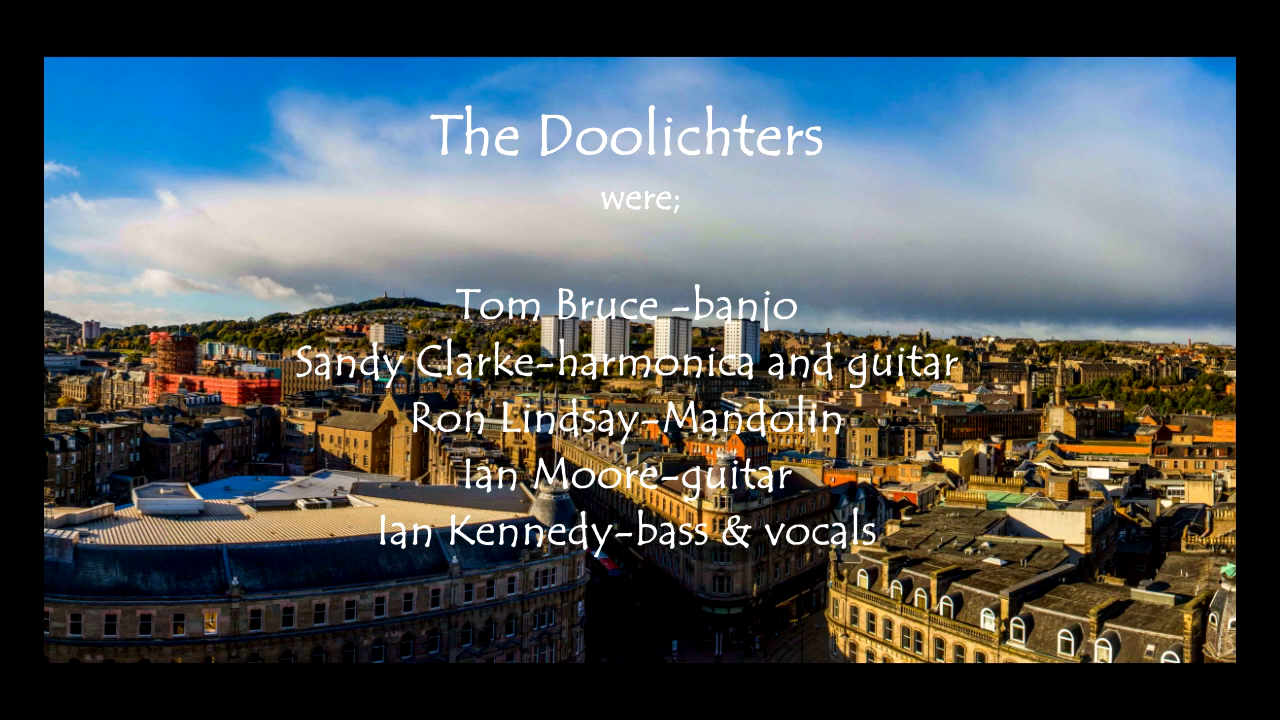 The Doolichters
were;
Tom Bruce -banjo
Sandy Clarke-harmonica and guitar
Ron Lindsay-Mandolin
Ian Moore-guitar
Ian Kennedy-bass & vocals